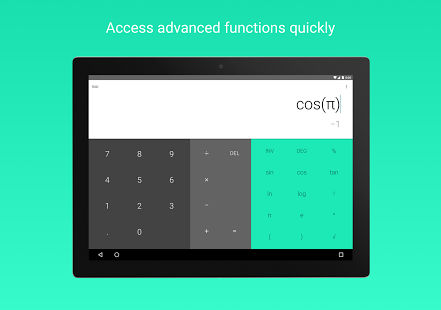 Access advanced functions quickly
cos(π)
−1
7 8 9 ÷ DEL INV DEG %
4 5 6 × sin cos tan
1 2 3 − ln log !
. 0 + = π e ^
( ) √